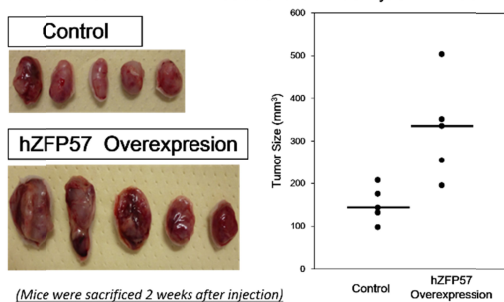 Control
hZFP57 Overexpresion
(Mice were sacrificed 2 weeks after injection)
Tumor Size (mm³)
600
500
400
300
200
100
0
Control
hZFP57
Overexpression